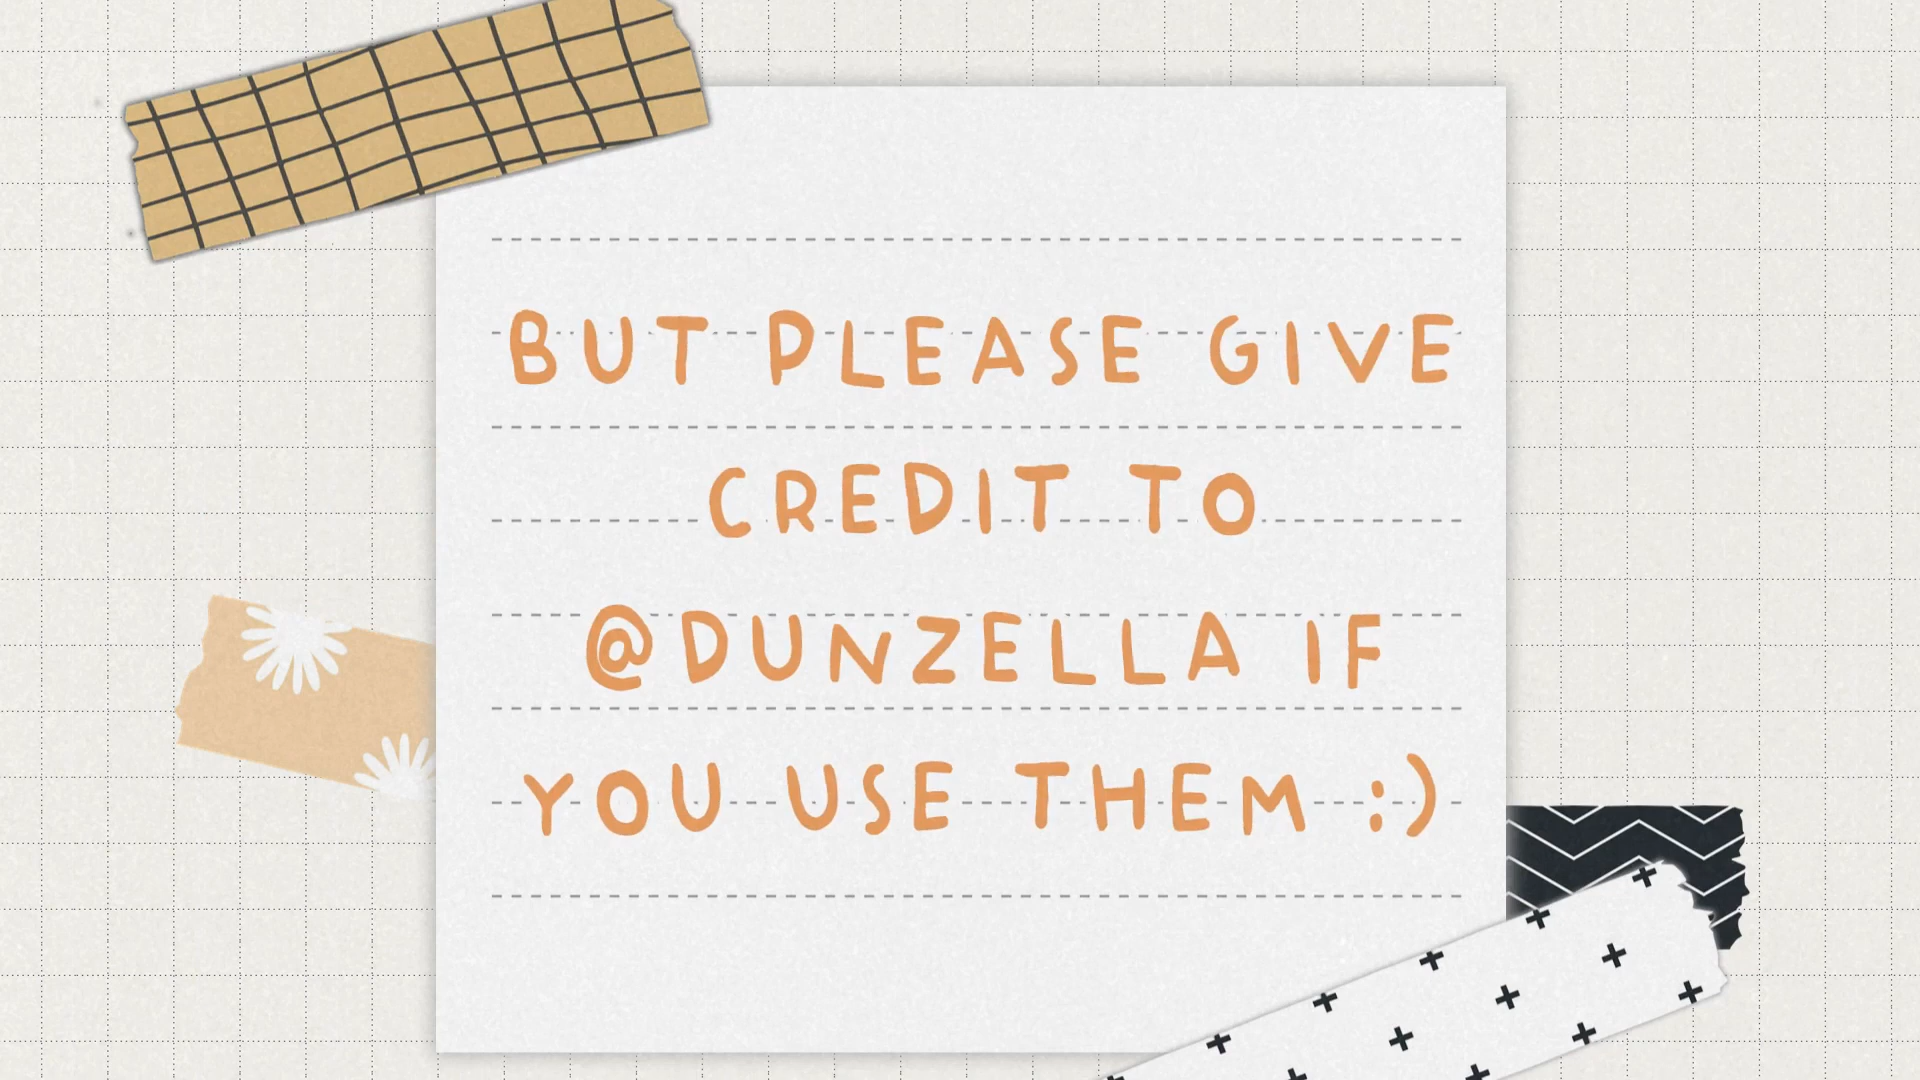 BUT PLEASE GIVE
CREDIT TO
@DUNZELLA IF
YOU USE THEM :)